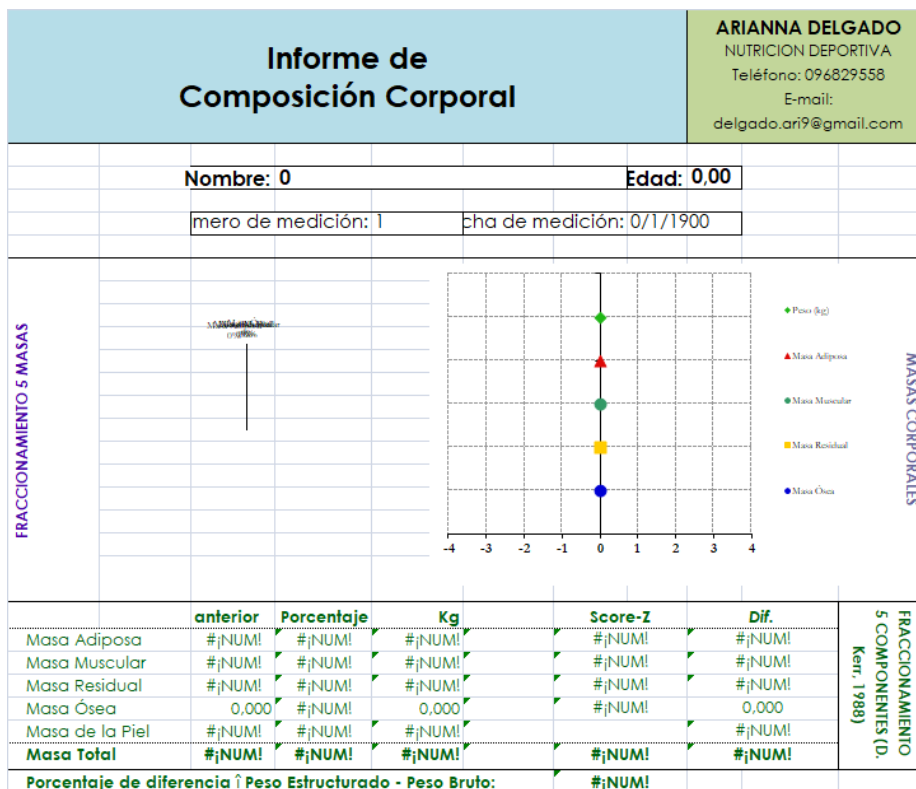 Informe de
Composición Corporal
ARIANNA DELGADO
NUTRICION DEPORTIVA
Teléfono: 096829558
E-mail:
delgado.ari9@gmail.com
Nombre: 0 Edad: 0,00
mero de medición: 1 cha de medición: 0/1/1900
FRACCIONAMIENTO 5 MASAS
Peso (kg)
Masa Adiposa
Masa Muscular
Masa Residual
Masa Ósea
-4 -3 -2 -1 0 1 2 3 4
MASAS CORPORALES
anterior Porcentaje Kg Score-Z Dif.
Masa Adiposa #¡NUM! #¡NUM! #¡NUM! #¡NUM! #¡NUM!
Masa Muscular #¡NUM! #¡NUM! #¡NUM! #¡NUM! #¡NUM!
Masa Residual #¡NUM! #¡NUM! #¡NUM! #¡NUM! #¡NUM!
Masa Ósea 0,000 #¡NUM! 0,000 #¡NUM! 0,000
Masa de la Piel #¡NUM! #¡NUM! #¡NUM! #¡NUM!
Masa Total #¡NUM! #¡NUM! #¡NUM! #¡NUM! #¡NUM!
FRACCIONAMIENTO
5 COMPONENTES (D.
Kerr, 1988)
Porcentaje de diferencia Î Peso Estructurado - Peso Bruto: #¡NUM!